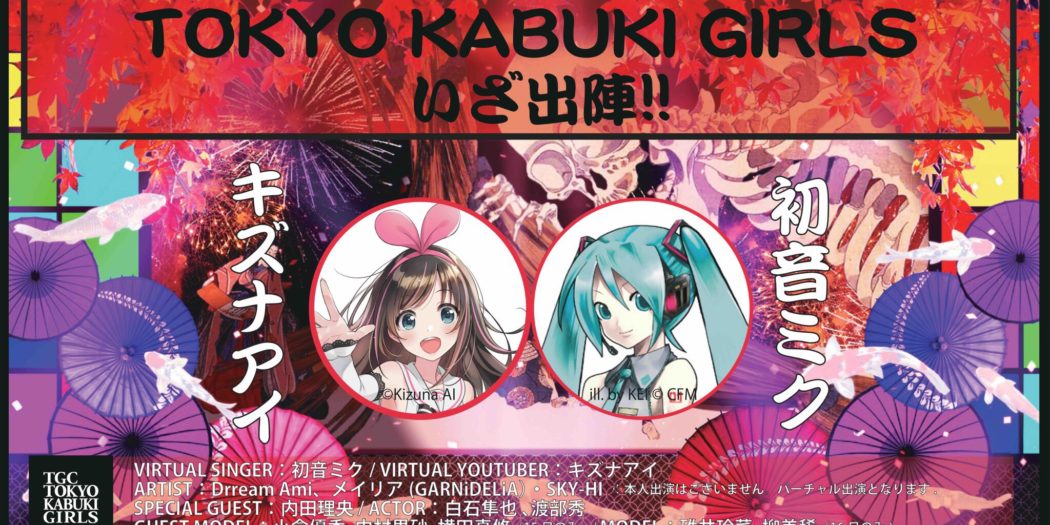 TOKYO KABUKI GIRLS
いざ出陣!!
キズナアイ
初音ミク
©Kizuna AI
ill. by KEI © CFM
TGC
TOKYO
KABUKI
GIRLS
VIRTUAL SINGER：初音ミク / VIRTUAL YOUTUBER：キズナアイ
ARTIST：Drream Ami、メイリア (GARNiDELiA)・SKY-HI ※本人出演はございません　バーチャル出演となります.
SPECIAL GUEST：内田理央 / ACTOR：白石隼也、渡部秀
GUEST MODEL
MODEL